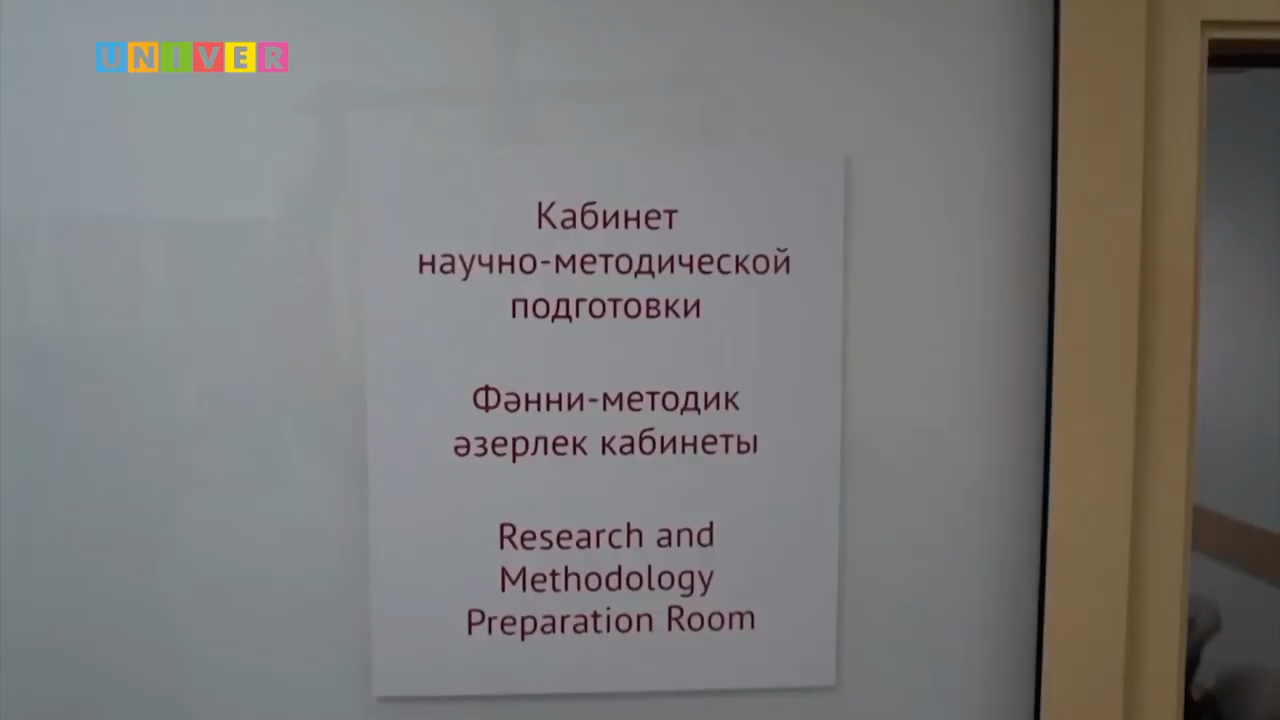 UNIVER
Кабинет
научно-методической
подготовки
Фәнни-методик
әзерлек кабинеты
Research and
Methodology
Preparation Room